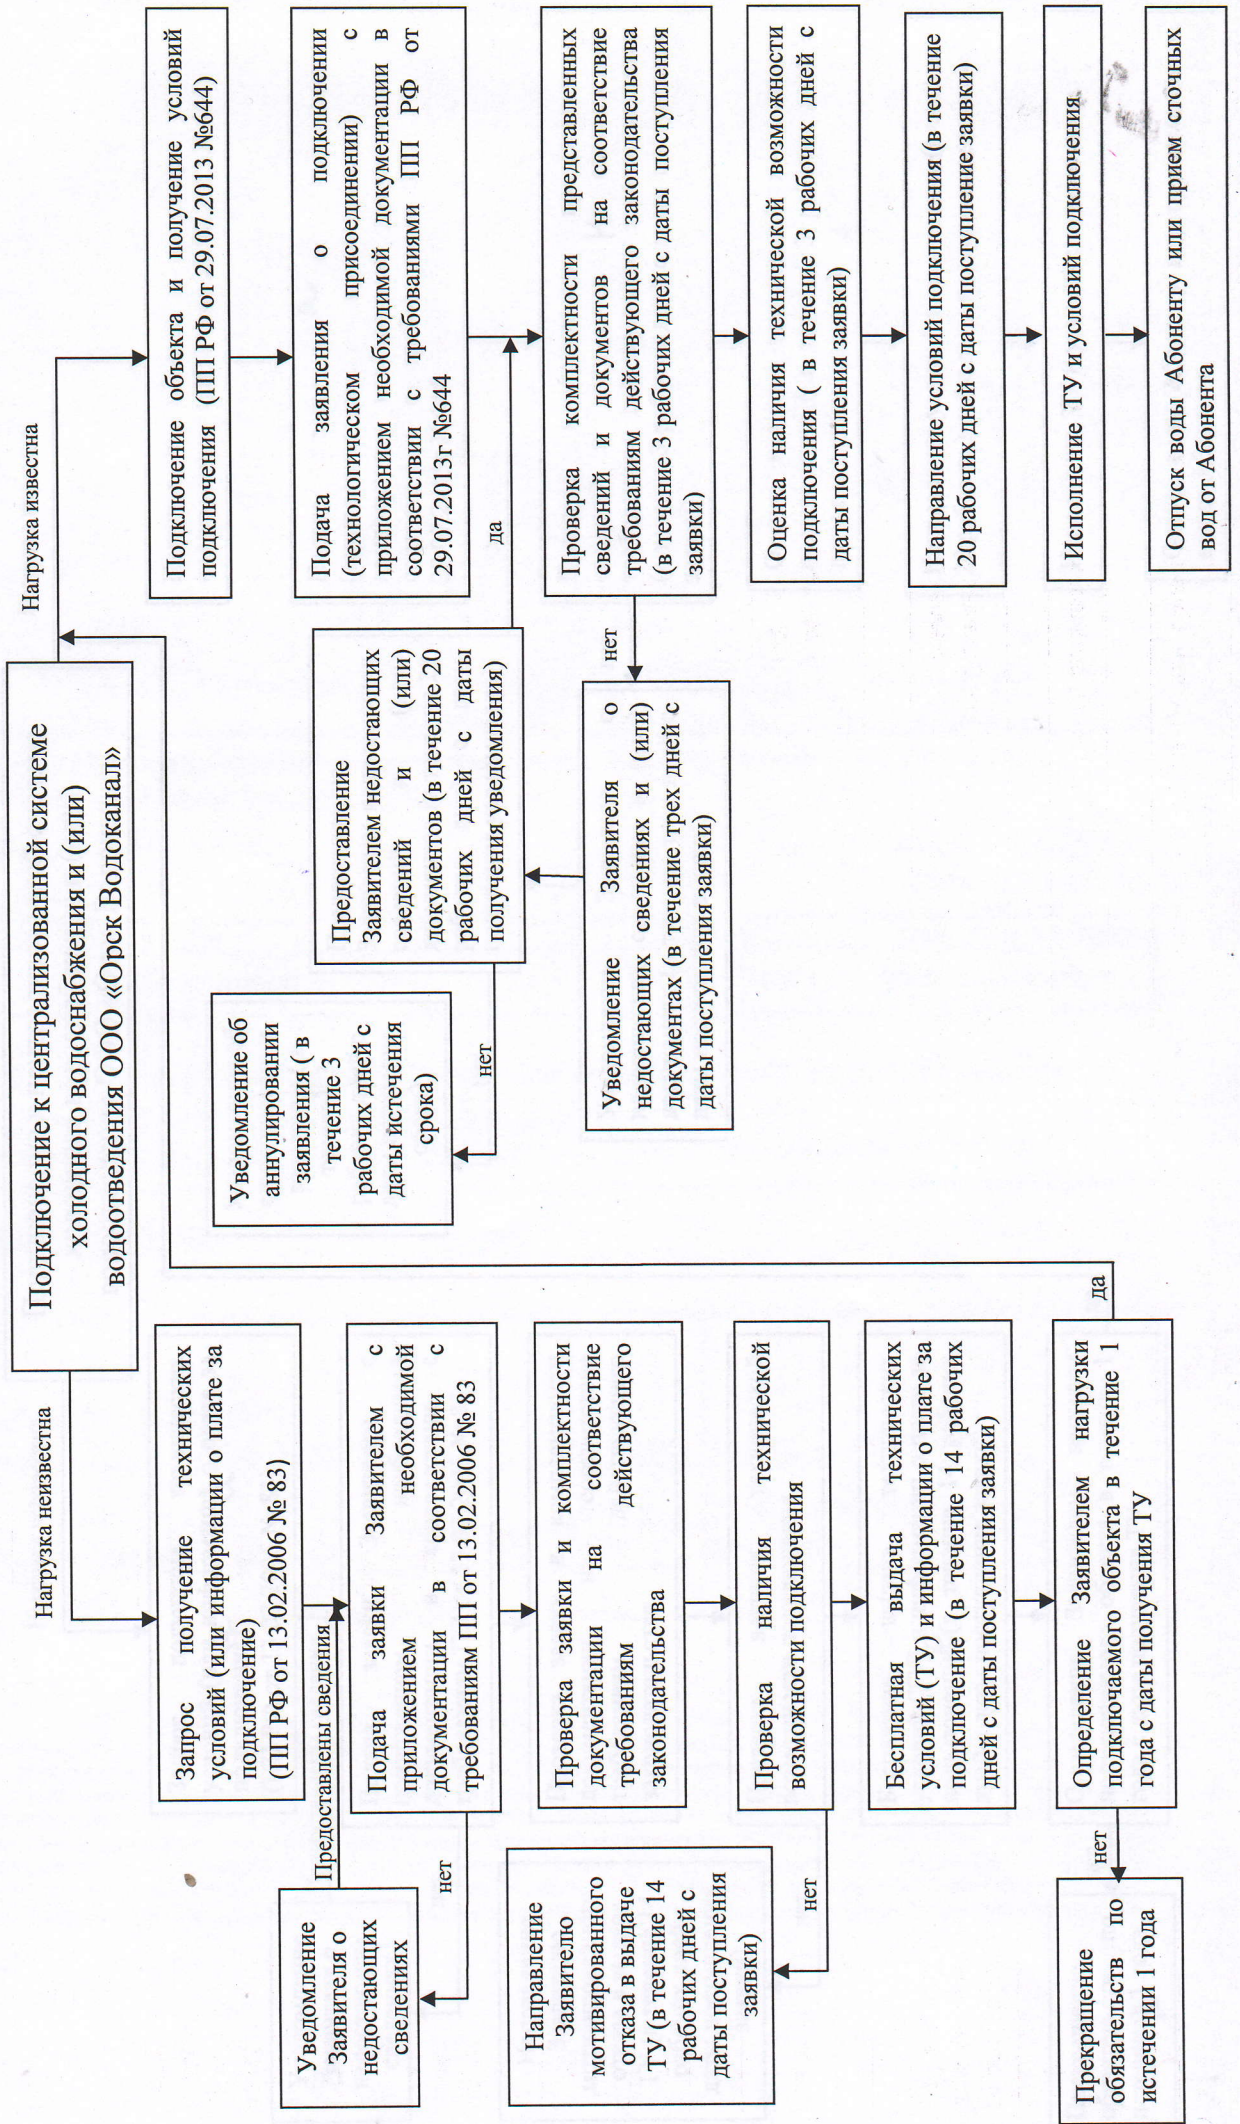 Подключение к централизованной системе
холодного водоснабжения и (или)
водоотведения ООО «Орск Водоканал»
Нагрузка неизвестна
Запрос получение технических
условий (или информации о плате за
подключение)
(ПП РФ от 13.02.2006 № 83)
Предоставлены сведения
Уведомление
Заявителя о
недостающих
сведениях
Подача заявки Заявителем с
приложением необходимой
документации в соответствии с
требованиям ПП от 13.02.2006 № 83
нет
Проверка заявки и комплектности
документации на соответствие
требованиям действующего
законодательства
Направление
Заявителю
мотивированного
отказа в выдаче
ТУ (в течение 14
рабочих дней с
даты поступления
заявки)
Проверка наличия технической
возможности подключения
нет
Бесплатная выдача технических
условий (ТУ) и информации о плате за
подключение (в течение 14 рабочих
дней с даты поступления заявки)
Определение Заявителем нагрузки
подключаемого объекта в течение 1
года с даты получения ТУ
нет
да
Прекращение
обязательств по
истечении 1 года
Нагрузка известна
Подключение объекта и получение условий
подключения (ПП РФ от 29.07.2013 №644)
Подача заявления о подключении
(технологическом присоединении) с
приложением необходимой документации в
соответствии с требованиями ПП РФ от
29.07.2013г №644
да
Предоставление
Заявителем недостающих
сведений и (или)
документов (в течение 20
рабочих дней с даты
получения уведомления)
нет
Уведомление об
аннулировании
заявления ( в
течение 3
рабочих дней с
даты истечения
срока)
Проверка комплектности представленных
сведений и документов на соответствие
требованиям действующего законодательства
(в течение 3 рабочих дней с даты поступления
заявки)
нет
Уведомление Заявителя о
недостающих сведениях и (или)
документах (в течение трех дней с
даты поступления заявки)
Оценка наличия технической возможности
подключения ( в течение 3 рабочих дней с
даты поступления заявки)
Направление условий подключения (в течение
20 рабочих дней с даты поступление заявки)
Исполнение ТУ и условий подключения
Отпуск воды Абоненту или прием сточных
вод от Абонента